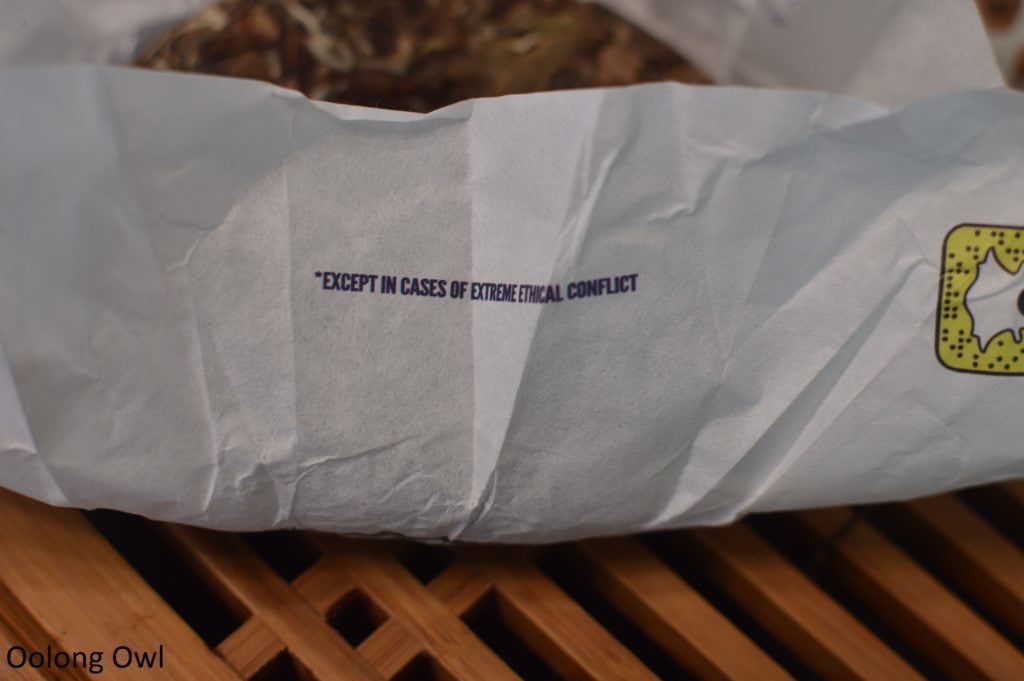 *EXCEPT IN CASES OF EXTREME ETHICAL CONFLICT
Oolong Owl